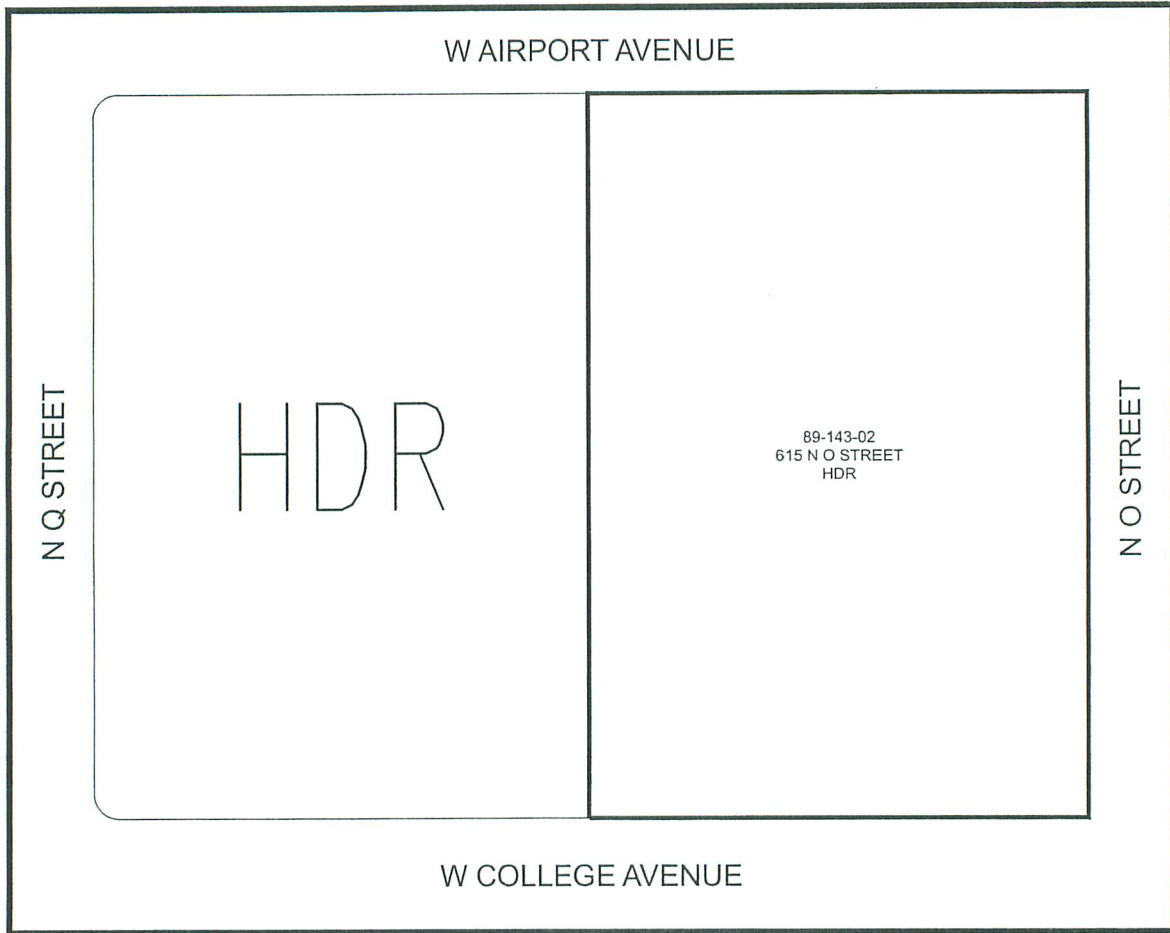 W AIRPORT AVENUE
N Q STREET
HDR
89-143-02
615 N O STREET
HDR
N O STREET
W COLLEGE AVENUE